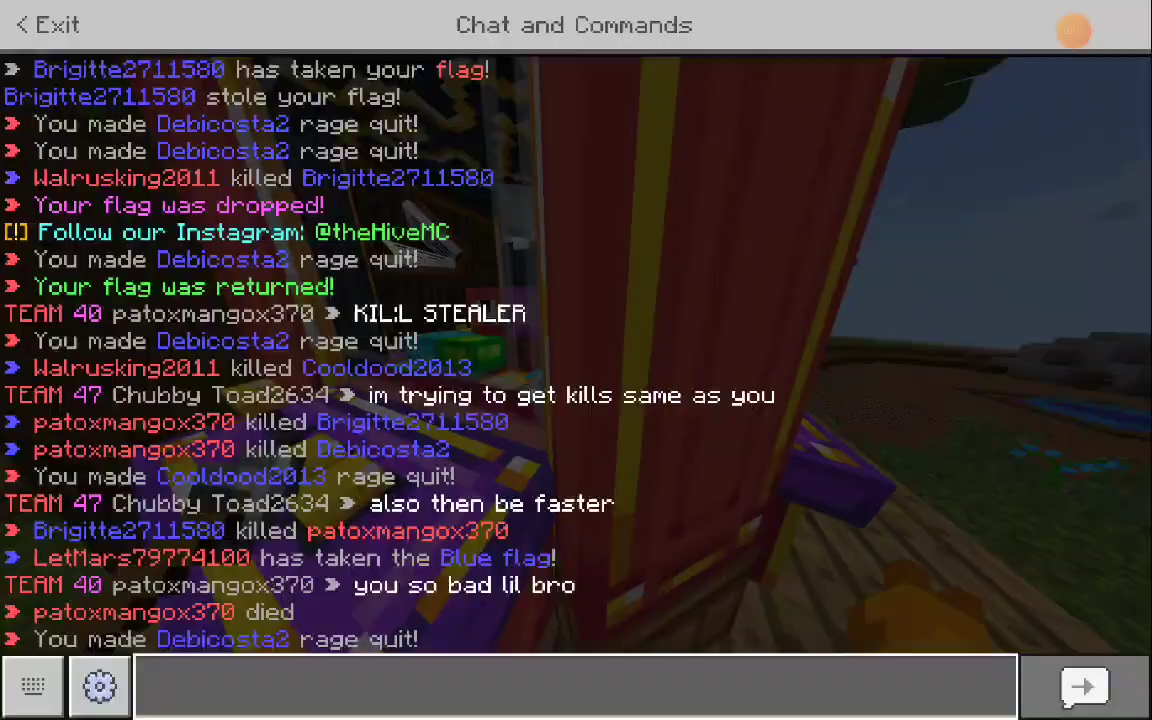 Exit
Chat and Commands
Brigitte2711580 has taken your flag!
Brigitte2711580 stole your flag!
You made Debicosta2 rage quit!
You made Debicosta2 rage quit!
Walrusking2011 killed Brigitte2711580
Your flag was dropped!
[!] Follow our Instagram: @theHiveMC
You made Debicosta2 rage quit!
Your flag was returned!
TEAM 40 patoxmangox370 » KIL:L STEALER
You made Debicosta2 rage quit!
Walrusking2011 killed Cooldood2013
TEAM 47 Chubby Toad2634 » im trying to get kills same as you
patoxmangox370 killed Brigitte2711580
patoxmangox370 killed Debicosta2
You made Cooldood2013 rage quit!
TEAM 47 Chubby Toad2634 » also then be faster
Brigitte2711580 killed patoxmangox370
LetMars79774100 has taken the Blue flag!
TEAM 40 patoxmangox370 » you so bad lil bro
patoxmangox370 died
You made Debicosta2 rage quit!